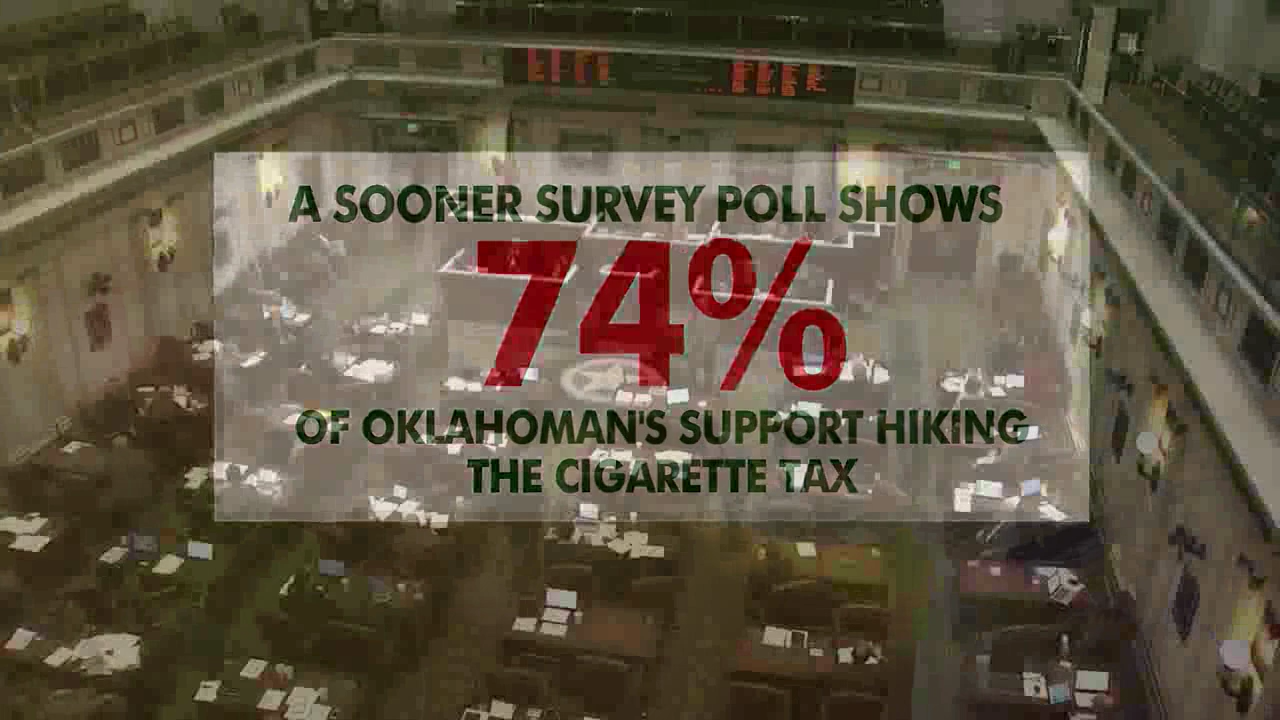 A SOONER SURVEY POLL SHOWS
74%
OF OKLAHOMAN'S SUPPORT HIKING
THE CIGARETTE TAX